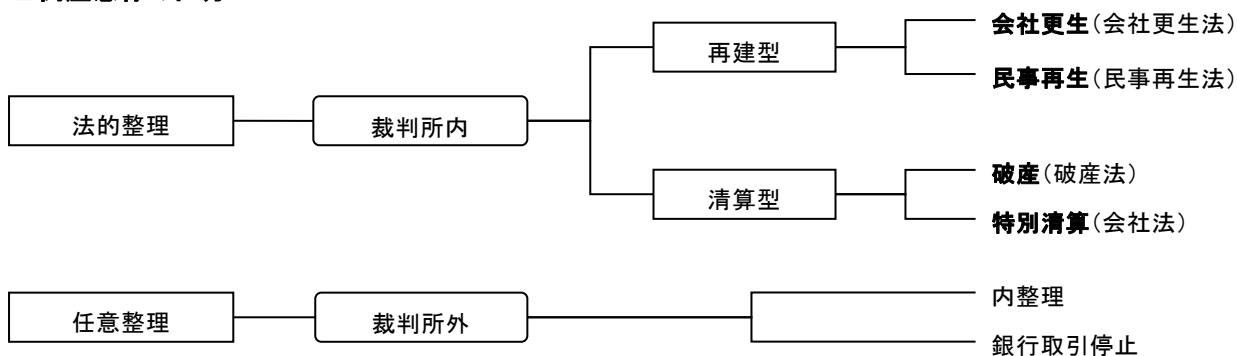 会社更生(会社更生法)
再建型
民事再生(民事再生法)
法的整理
裁判所内
破産(破産法)
清算型
特別清算(会社法)
内整理
任意整理
裁判所外
銀行取引停止